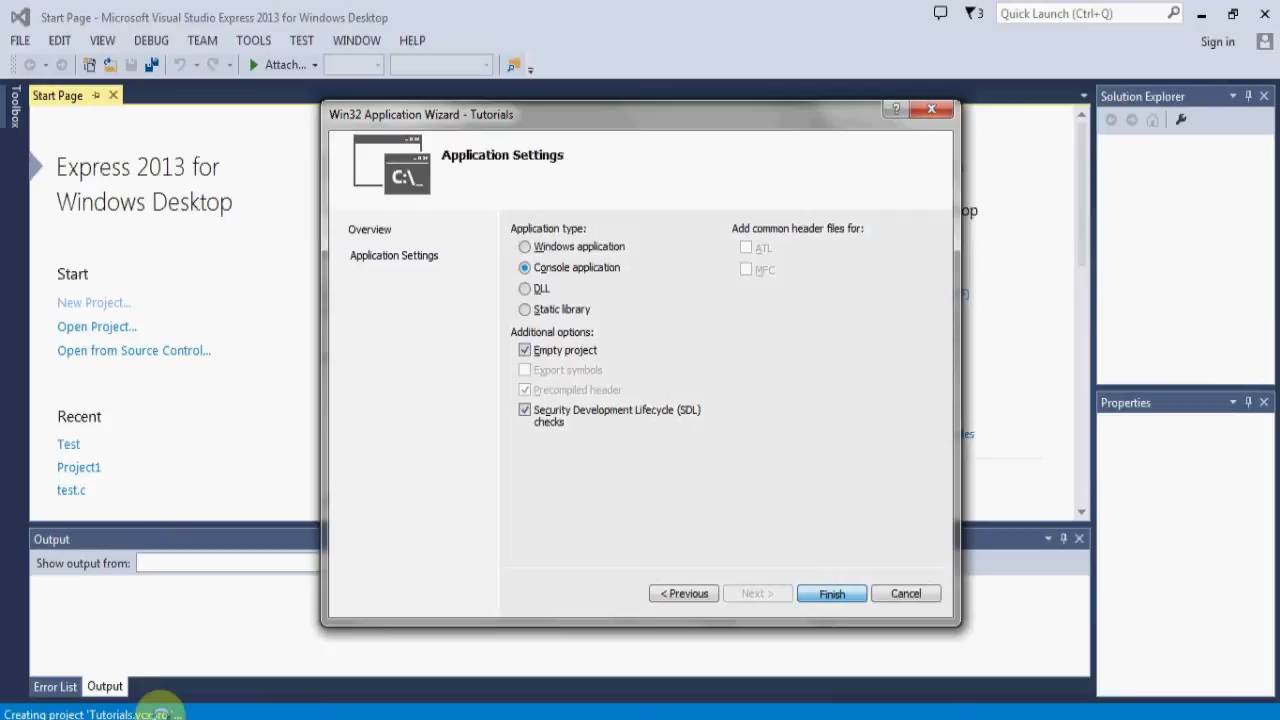 Start Page - Microsoft Visual Studio Express 2013 for Windows Desktop
3
Quick Launch (Ctrl+Q)
FILE EDIT VIEW DEBUG TEAM TOOLS TEST WINDOW HELP
Sign in
Attach...
Toolbox
Start Page
Solution Explorer
Win32 Application Wizard - Tutorials
?
Express 2013 for
Windows Desktop
Application Settings
C:\_
Overview
Application Settings
Application type:
Windows application
Console application
DLL
Static library
Add common header files for:
ATL
MFC
Additional options:
Empty project
Export symbols
Precompiled header
Security Development Lifecycle (SDL)
checks
< Previous
Next >
Finish
Cancel
Start
New Project...
Open Project...
Open from Source Control...
Recent
Test
Project1
test.c
Properties
Output
Show output from:
Error List
Output
Creating project 'Tutorials